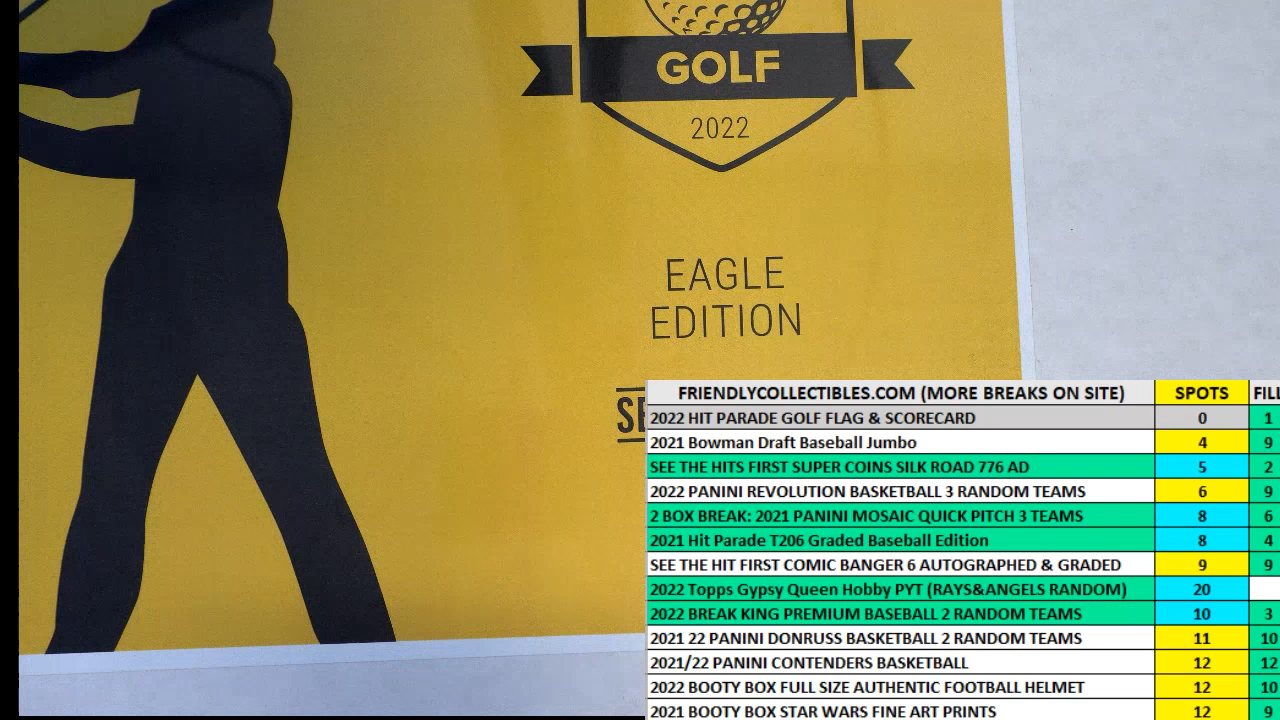 GOLF
2022
EAGLE
EDITION
FRIENDLYCOLLECTIBLES.COM (MORE BREAKS ON SITE) SPOTS
2022 HIT PARADE GOLF FLAG & SCORECARD 0 1
2021 Bowman Draft Baseball Jumbo 4 9
SEE THE HITS FIRST SUPER COINS SILK ROAD 776 AD 5 2
2022 PANINI REVOLUTION BASKETBALL 3 RANDOM TEAMS 6 9
2 BOX BREAK: 2021 PANINI MOSAIC QUICK PITCH 3 TEAMS 8 6
2021 Hit Parade T206 Graded Baseball Edition 8 4
SEE THE HIT FIRST COMIC BANGER 6 AUTOGRAPHED & GRADED 9 9
2022 Topps Gypsy Queen Hobby PYT (RAYS&ANGELS RANDOM) 20
2022 BREAK KING PREMIUM BASEBALL 2 RANDOM TEAMS 10 3
2021 22 PANINI DONRUSS BASKETBALL 2 RANDOM TEAMS 11 10
2021/22 PANINI CONTENDERS BASKETBALL 12 12
2022 BOOTY BOX FULL SIZE AUTHENTIC FOOTBALL HELMET 12 10
2021 BOOTY BOX STAR WARS FINE ART PRINTS 12 9